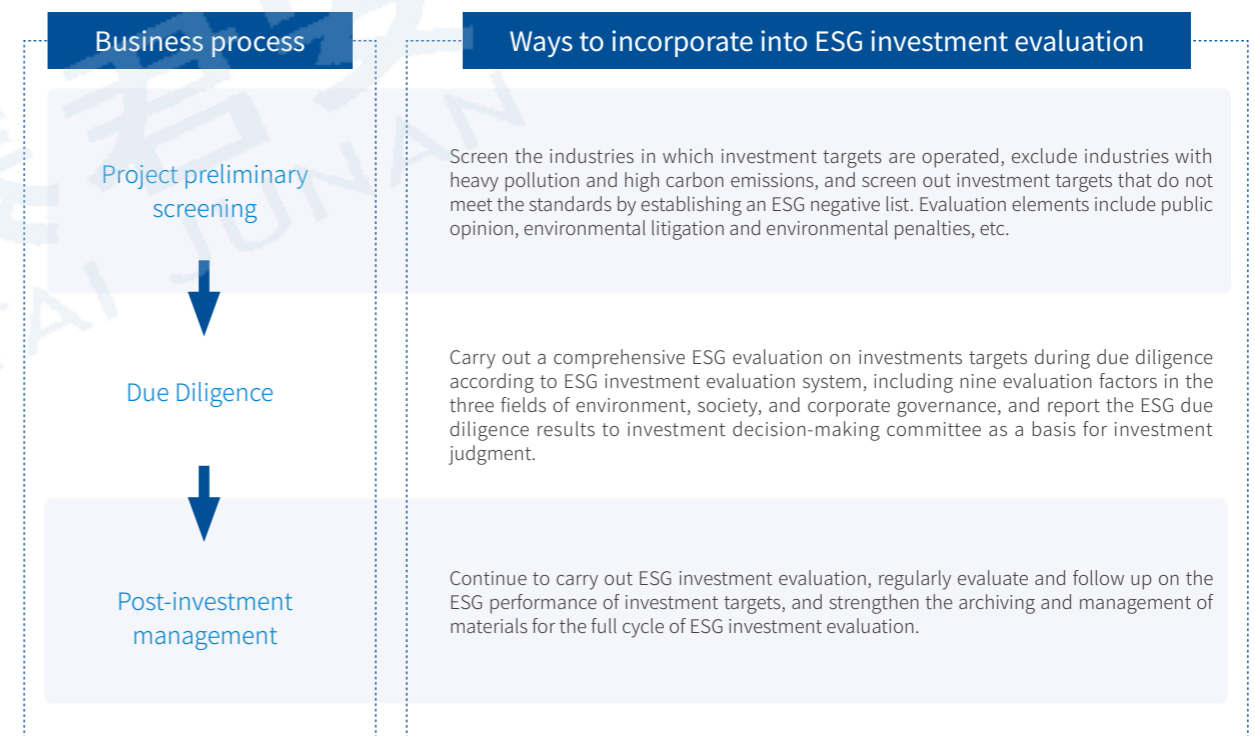 Business process
Ways to incorporate into ESG investment evaluation
Project preliminary
screening
Screen the industries in which investment targets are operated, exclude industries with
heavy pollution and high carbon emissions, and screen out investment targets that do not
meet the standards by establishing an ESG negative list. Evaluation elements include public
opinion, environmental litigation and environmental penalties, etc.
Due Diligence
Carry out a comprehensive ESG evaluation on investments targets during due diligence
according to ESG investment evaluation system, including nine evaluation factors in the
three fields of environment, society, and corporate governance, and report the ESG due
diligence results to investment decision-making committee as a basis for investment
judgment.
Post-investment
management
Continue to carry out ESG investment evaluation, regularly evaluate and follow up on the
ESG performance of investment targets, and strengthen the archiving and management of
materials for the full cycle of ESG investment evaluation.
君
JUNAN